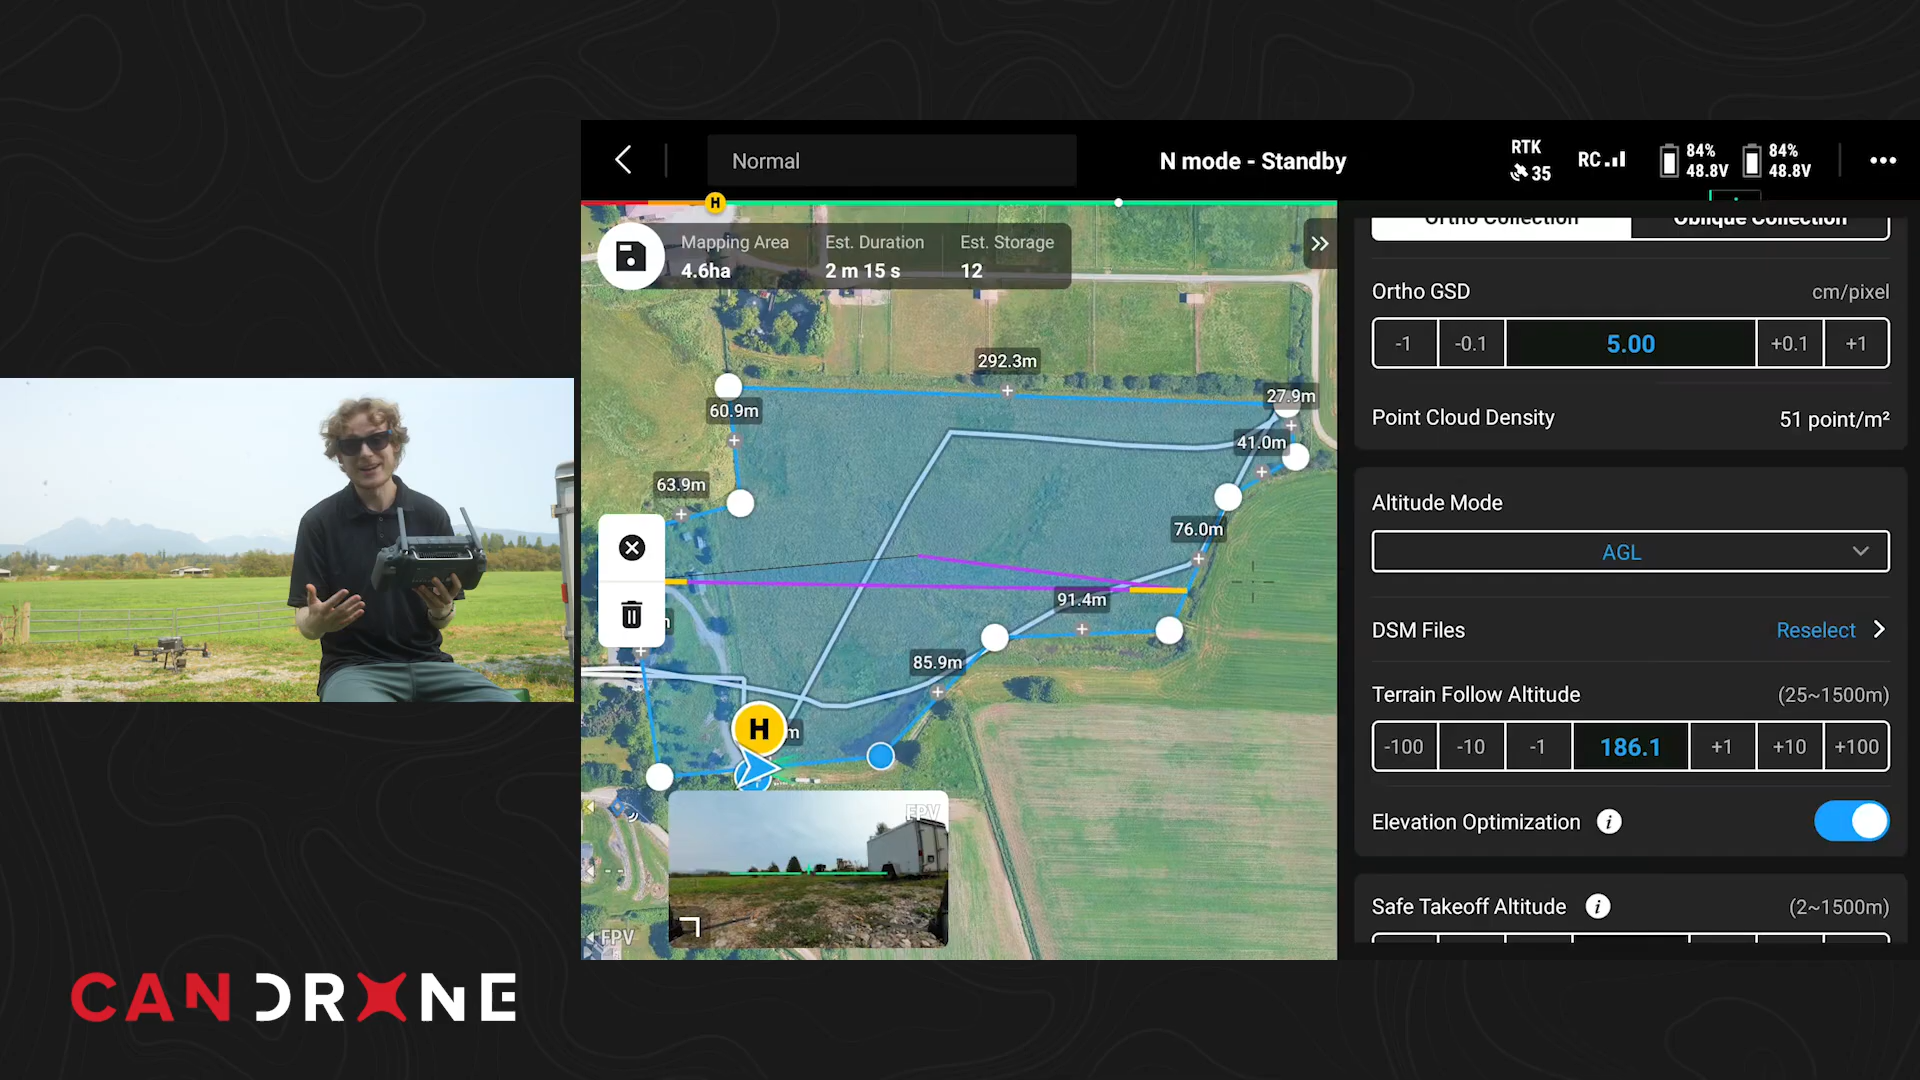 Normal
N mode - Standby
RTK
35
RC
84%
48.8V
84%
48.8V
H
Mapping Area
4.6ha
Est. Duration
2 m 15 s
Est. Storage
12
292.3m
60.9m
27.9m
41.0m
63.9m
76.0m
91.4m
85.9m
H
m
FPV
FPV
Ortho Collection
Oblique Collection
Ortho GSD
cm/pixel
-1
-0.1
5.00
+0.1
+1
Point Cloud Density
51 point/m²
Altitude Mode
AGL
DSM Files
Reselect
Terrain Follow Altitude
(25~1500m)
-100
-10
-1
186.1
+1
+10
+100
Elevation Optimization
i
Safe Takeoff Altitude
i
(2~1500m)
CANDRONE